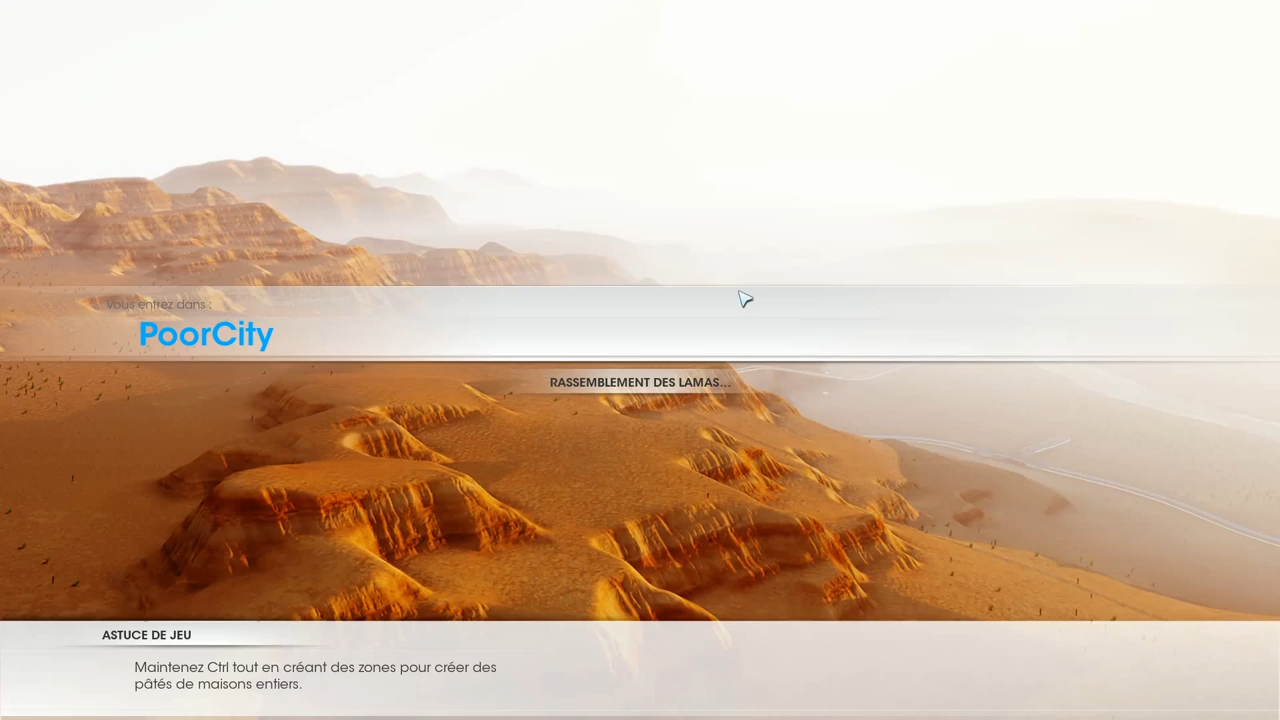 Vous entrez dans :
PoorCity
RASSEMBLEMENT DES LAMAS...
ASTUCE DE JEU
Maintenez Ctrl tout en créant des zones pour créer des
pâtés de maisons entiers.